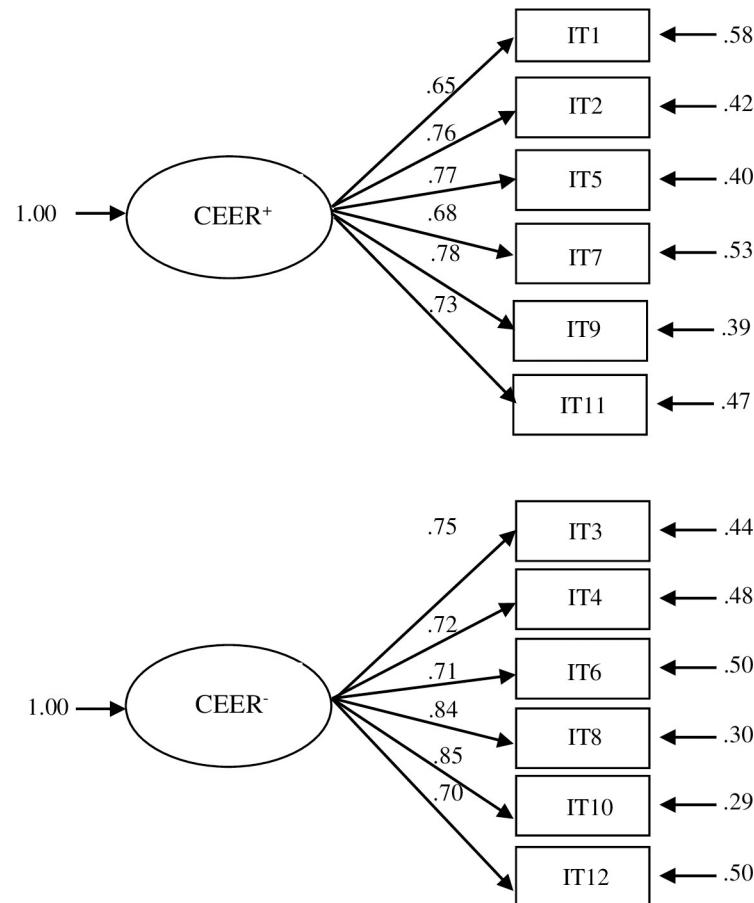 IT1
.58
.65
IT2
.42
.76
.77
IT5
.40
1.00
CEER+
.68
IT7
.53
.78
.73
IT9
.39
IT11
.47
.75
IT3
.44
.72
IT4
.48
.71
IT6
.50
1.00
CEER-
.84
IT8
.30
.85
.70
IT10
.29
IT12
.50